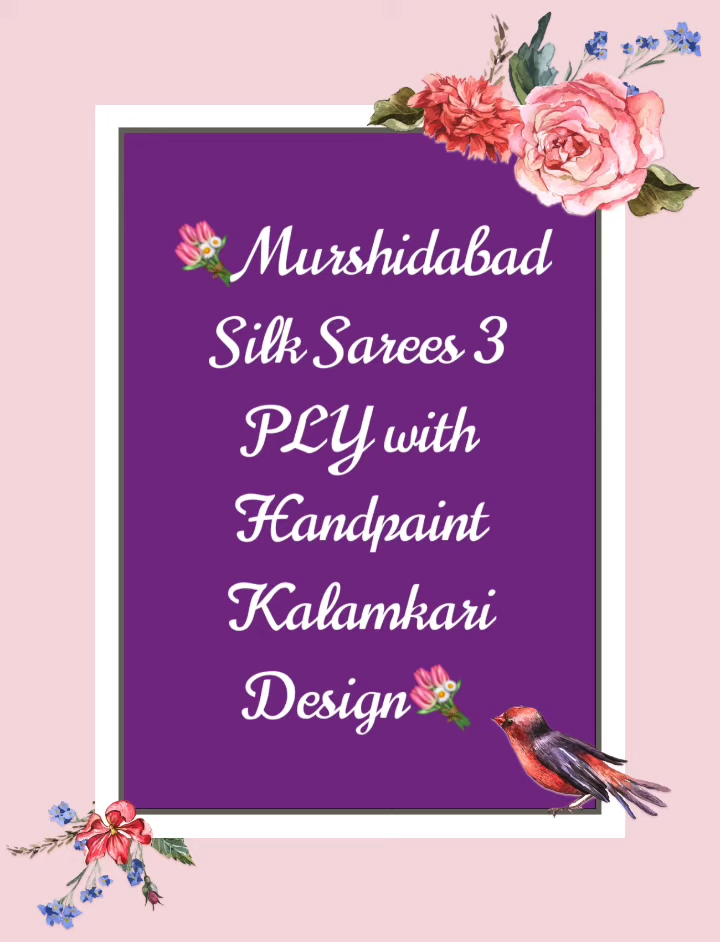 💐Murshidabad
Silk Sarees 3
PLY with
Handpaint
Kalamkari
Design💐